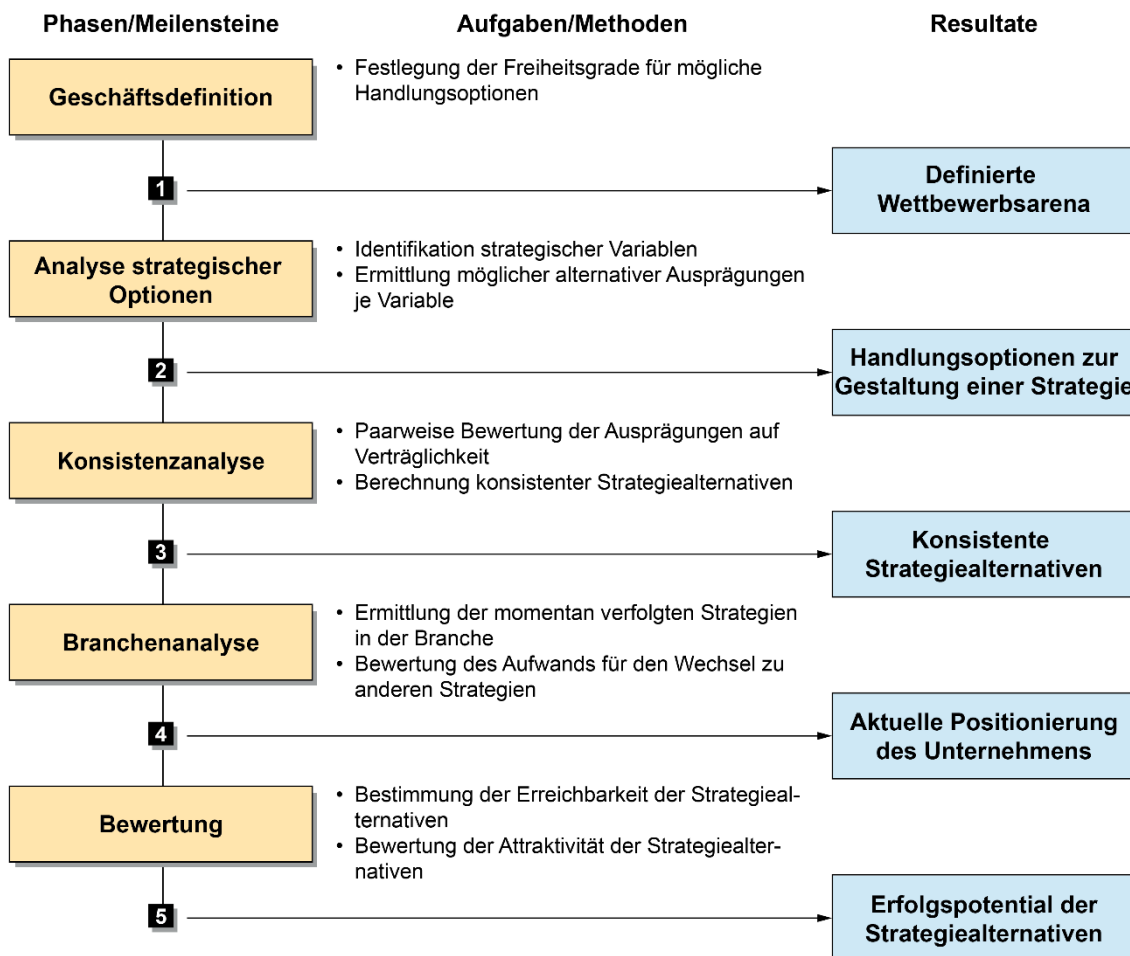 Phasen/Meilensteine
Aufgaben/Methoden
Resultate
Geschäftsdefinition
• Festlegung der Freiheitsgrade für mögliche
Handlungsoptionen
1
Definierte
Wettbewerbsarena
Analyse strategischer
Optionen
• Identifikation strategischer Variablen
• Ermittlung möglicher alternativer Ausprägungen
je Variable
2
Handlungsoptionen zur
Gestaltung einer Strategie
Konsistenzanalyse
• Paarweise Bewertung der Ausprägungen auf
Verträglichkeit
• Berechnung konsistenter Strategiealternativen
3
Konsistente
Strategiealternativen
Branchenanalyse
• Ermittlung der momentan verfolgten Strategien
in der Branche
• Bewertung des Aufwands für den Wechsel zu
anderen Strategien
4
Aktuelle Positionierung
des Unternehmens
Bewertung
• Bestimmung der Erreichbarkeit der Strategieal-
ternativen
• Bewertung der Attraktivität der Strategiealter-
nativen
5
Erfolgspotential der
Strategiealternativen